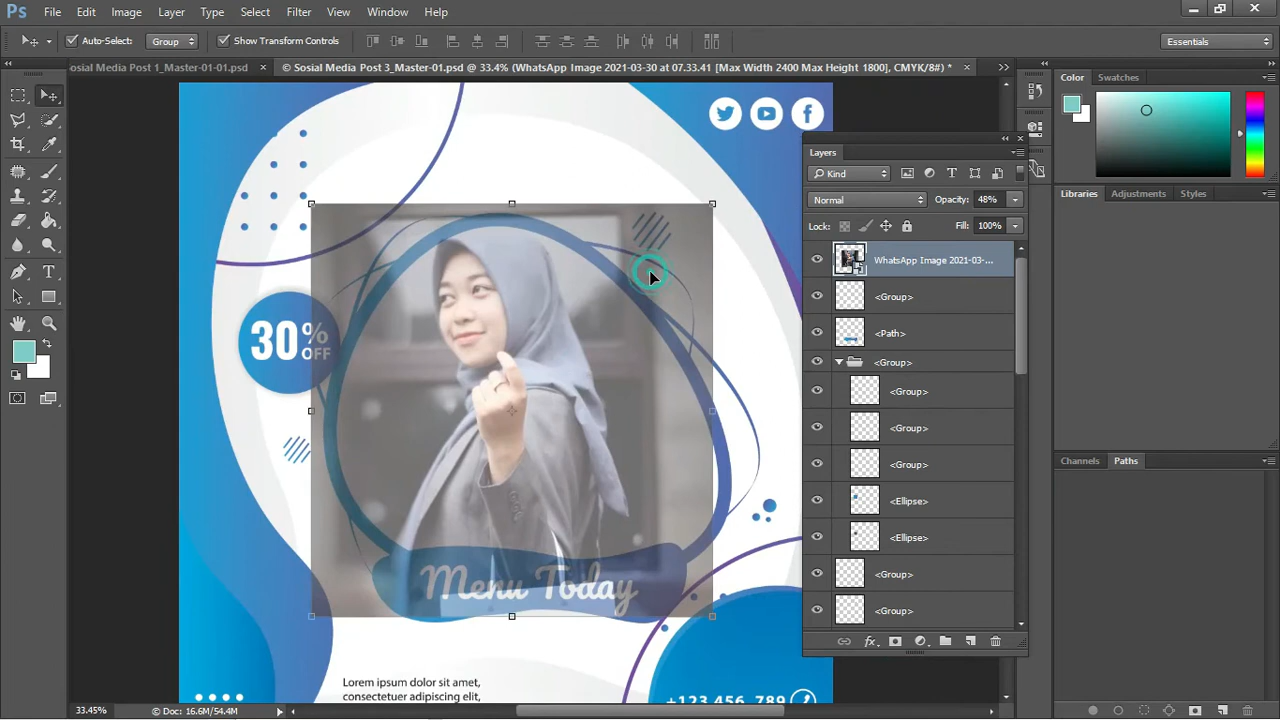 Ps File Edit Image Layer Type Select Filter View Window Help
Auto-Select: Group Show Transform Controls Essentials
osial Media Post 1_Master-01-01.psd × © Sosial Media Post 3_Master-01.psd @ 33.4% (WhatsApp Image 2021-03-30 at 07.33.41 [Max Width 2400 Max Height 1800], CMYK/8#) * ×
Color Swatches
Layers
Kind
Normal Opacity: 48%
Lock: Fill: 100%
Libraries Adjustments Styles
WhatsApp Image 2021-03-...
<Group>
<Path>
<Group>
<Group>
<Group>
<Group>
<Ellipse>
<Ellipse>
<Group>
<Group>
Channels Paths
30% OFF
Menu Today
Lorem ipsum dolor sit amet,
consectetuer adipiscing elit,
+123 456 789
33.45% Doc: 16.6M/54.4M